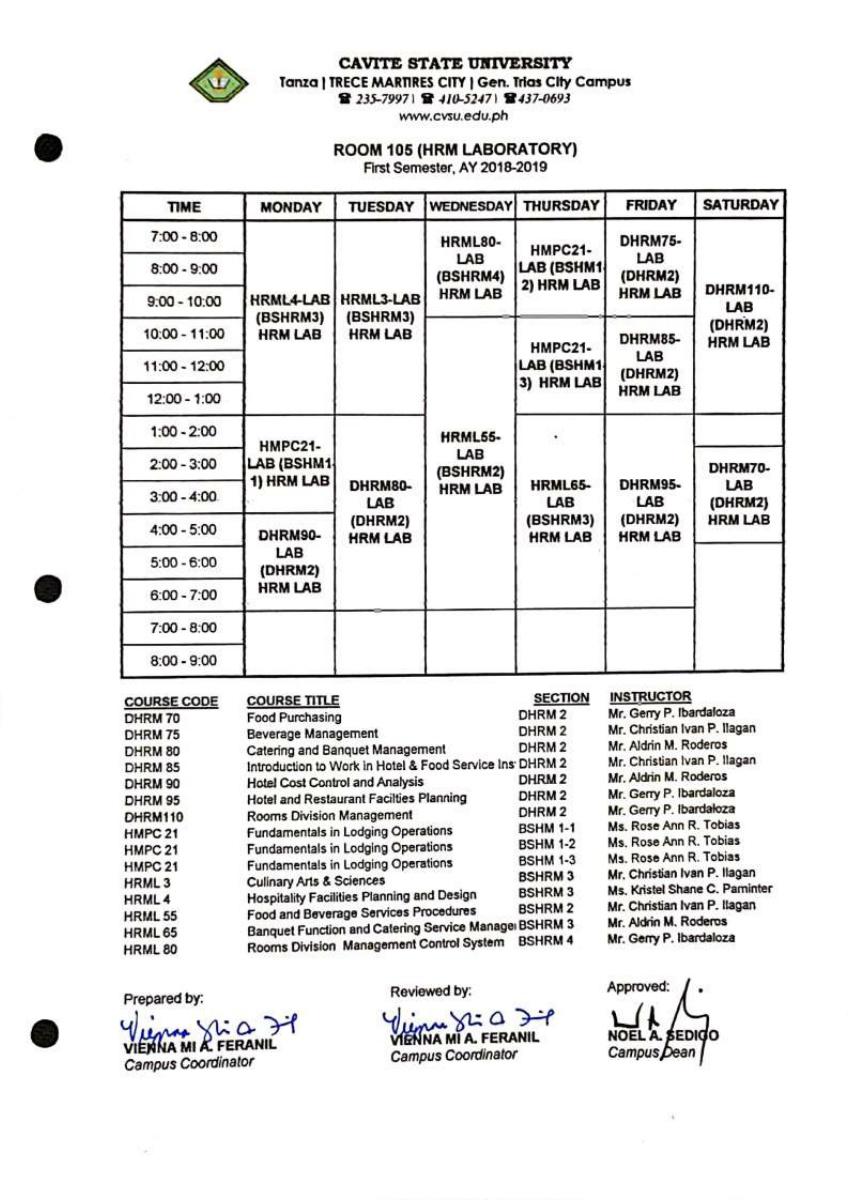 CAVITE STATE UNIVERSITY
Tanza | TRECE MARTIRES CITY | Gen. Trias City Campus
☎ 235-7997 | ☎ 410-5247 | ☎ 437-0693
www.cvsu.edu.ph
ROOM 105 (HRM LABORATORY)
First Semester, AY 2018-2019
TIME MONDAY TUESDAY WEDNESDAY THURSDAY FRIDAY SATURDAY
7:00 - 8:00
8:00 - 9:00
9:00 - 10:00
10:00 - 11:00
11:00 - 12:00
12:00 - 1:00
1:00 - 2:00
2:00 - 3:00
3:00 - 4:00
4:00 - 5:00
5:00 - 6:00
6:00 - 7:00
7:00 - 8:00
8:00 - 9:00
HRML4-LAB
(BSHRM3)
HRM LAB
HMPC21-
LAB (BSHM1-
1) HRM LAB
DHRM90-
LAB
(DHRM2)
HRM LAB
HRML3-LAB
(BSHRM3)
HRM LAB
DHRM80-
LAB
(DHRM2)
HRM LAB
HRML80-
LAB
(BSHRM4)
HRM LAB
HRML55-
LAB
(BSHRM2)
HRM LAB
HMPC21-
LAB (BSHM1-
2) HRM LAB
HMPC21-
LAB (BSHM1-
3) HRM LAB
HRML65-
LAB
(BSHRM3)
HRM LAB
DHRM75-
LAB
(DHRM2)
HRM LAB
DHRM85-
LAB
(DHRM2)
HRM LAB
DHRM95-
LAB
(DHRM2)
HRM LAB
DHRM110-
LAB
(DHRM2)
HRM LAB
DHRM70-
LAB
(DHRM2)
HRM LAB
COURSE CODE COURSE TITLE SECTION INSTRUCTOR
DHRM 70 Food Purchasing DHRM 2 Mr. Gerry P. Ibardaloza
DHRM 75 Beverage Management DHRM 2 Mr. Christian Ivan P. Ilagan
DHRM 80 Catering and Banquet Management DHRM 2 Mr. Aldrin M. Roderos
DHRM 85 Introduction to Work in Hotel & Food Service Ins DHRM 2 Mr. Christian Ivan P. Ilagan
DHRM 90 Hotel Cost Control and Analysis DHRM 2 Mr. Aldrin M. Roderos
DHRM 95 Hotel and Restaurant Facilties Planning DHRM 2 Mr. Gerry P. Ibardaloza
DHRM110 Rooms Division Management DHRM 2 Mr. Gerry P. Ibardaloza
HMPC 21 Fundamentals in Lodging Operations BSHM 1-1 Ms. Rose Ann R. Tobias
HMPC 21 Fundamentals in Lodging Operations BSHM 1-2 Ms. Rose Ann R. Tobias
HMPC 21 Fundamentals in Lodging Operations BSHM 1-3 Ms. Rose Ann R. Tobias
HRML 3 Culinary Arts & Sciences BSHRM 3 Mr. Christian Ivan P. Ilagan
HRML 4 Hospitality Facilities Planning and Design BSHRM 3 Ms. Kristel Shane C. Paminter
HRML 55 Food and Beverage Services Procedures BSHRM 2 Mr. Christian Ivan P. Ilagan
HRML 65 Banquet Function and Catering Service Manage BSHRM 3 Mr. Aldrin M. Roderos
HRML 80 Rooms Division Management Control System BSHRM 4 Mr. Gerry P. Ibardaloza
Prepared by: Reviewed by: Approved:
VIENNA MI A. FERANIL VIENNA MI A. FERANIL NOEL A. SEDIGO
Campus Coordinator Campus Coordinator Campus Dean